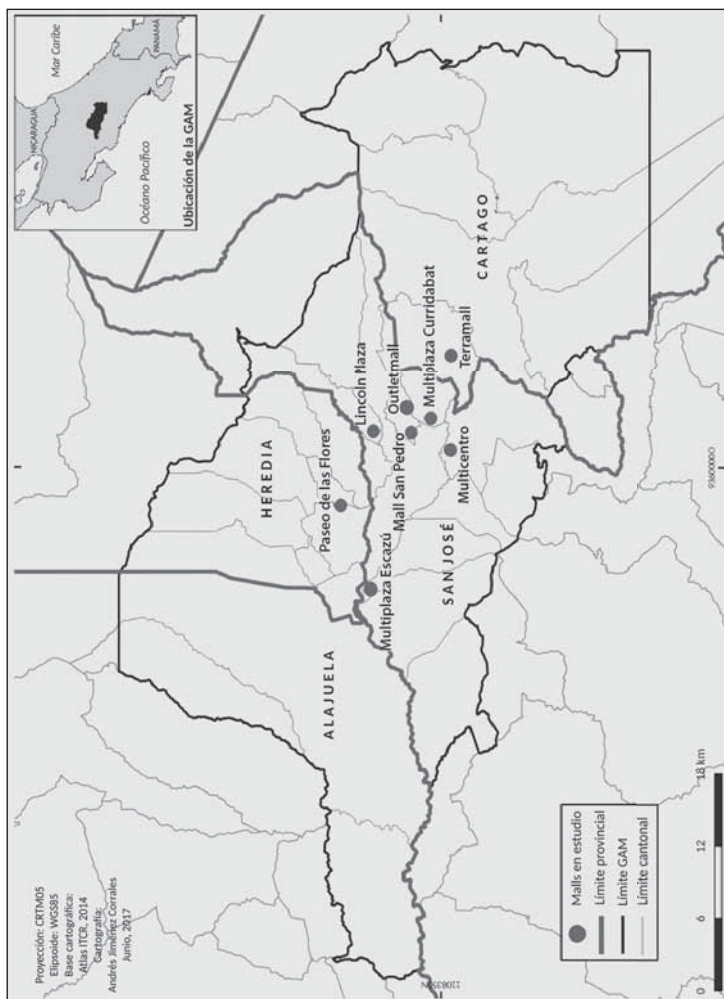 Proyección: CRTM05
Elipsoide: WGS85
Base cartográfica:
Atlas ITCR, 2014
Cartografía:
Andrés Jiménez Corrales
Junio, 2017
NICARAGUA
Mar Caribe
PANAMÁ
Océano Pacífico
Ubicación de la GAM
ALAJUELA
HEREDIA
Paseo de las Flores
Lincoln Plaza
Multiplaza Escazú
Mall San Pedro
Outletmall
Multiplaza Curridabat
SAN JOSÉ
Multicentro
Terramall
CARTAGO
Malls en estudio
Límite provincial
Límite GAM
Límite cantonal
0 6 12 18 km